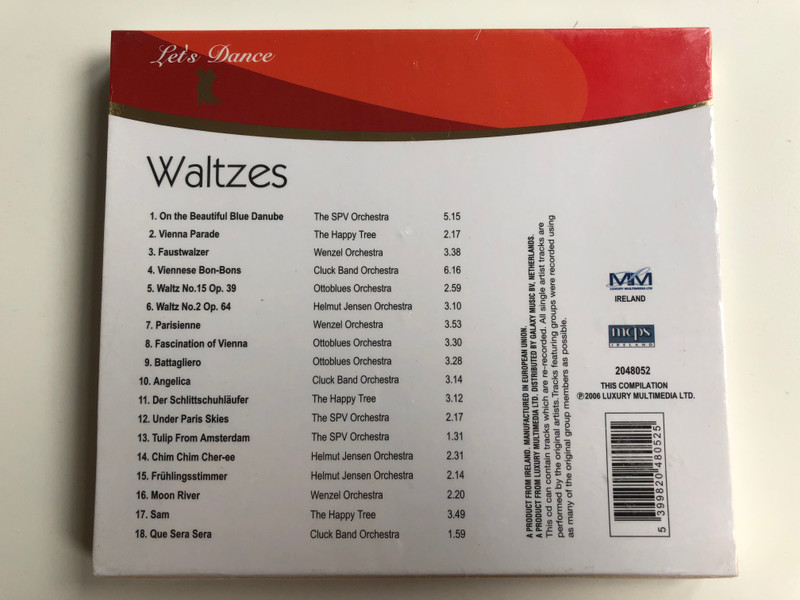 Let's Dance
Waltzes
1. On the Beautiful Blue Danube The SPV Orchestra 5.15
2. Vienna Parade The Happy Tree 2.17
3. Faustwalzer Wenzel Orchestra 3.38
4. Viennese Bon-Bons Cluck Band Orchestra 6.16
5. Waltz No.15 Op. 39 Ottoblues Orchestra 2.59
6. Waltz No.2 Op. 64 Helmut Jensen Orchestra 3.10
7. Parisienne Wenzel Orchestra 3.53
8. Fascination of Vienna Ottoblues Orchestra 3.30
9. Battagliero Ottoblues Orchestra 3.28
10. Angelica Cluck Band Orchestra 3.14
11. Der Schlittschuhläufer The Happy Tree 3.12
12. Under Paris Skies The SPV Orchestra 2.17
13. Tulip From Amsterdam The SPV Orchestra 1.31
14. Chim Chim Cher-ee Helmut Jensen Orchestra 2.31
15. Frühlingsstimmer Helmut Jensen Orchestra 2.14
16. Moon River Wenzel Orchestra 2.20
17. Sam The Happy Tree 3.49
18. Que Sera Sera Cluck Band Orchestra 1.59
A PRODUCT FROM IRELAND. MANUFACTURED IN EUROPEAN UNION.
A PRODUCT FROM LUXURY MULTIMEDIA LTD. DISTRIBUTED BY GALAXY MUSIC BV, NETHERLANDS.
This cd can contain tracks which are re-recorded. All single artist tracks are
performed by the original artists.Tracks featuring groups were recorded using
as many of the original group members as possible.
MM
LUXURY MULTIMEDIA LTD
IRELAND
mcps
IRELAND
2048052
THIS COMPILATION
℗2006 LUXURY MULTIMEDIA LTD.
5 399820 480525